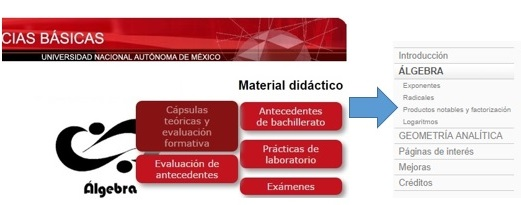 CIAS BÁSICAS
UNIVERSIDAD NACIONAL AUTÓNOMA DE MÉXICO
Material didáctico
Cápsulas
teóricas y
evaluación
formativa
Antecedentes
de bachillerato
Evaluación de
antecedentes
Prácticas de
laboratorio
Exámenes
Álgebra
Introducción
ÁLGEBRA
Exponentes
Radicales
Productos notables y factorización
Logaritmos
GEOMETRÍA ANALÍTICA
Páginas de interés
Mejoras
Créditos